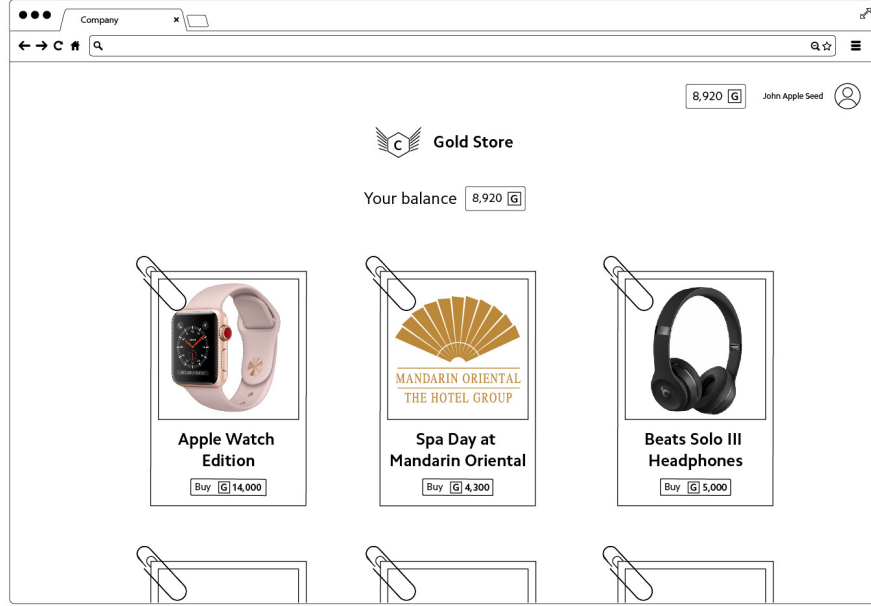 Company
8,920 G
John Apple Seed
C
Gold Store
Your balance 8,920 G
MANDARIN ORIENTAL
THE HOTEL GROUP
Apple Watch
Edition
Buy G 14,000
Spa Day at
Mandarin Oriental
Buy G 4,300
Beats Solo III
Headphones
Buy G 5,000